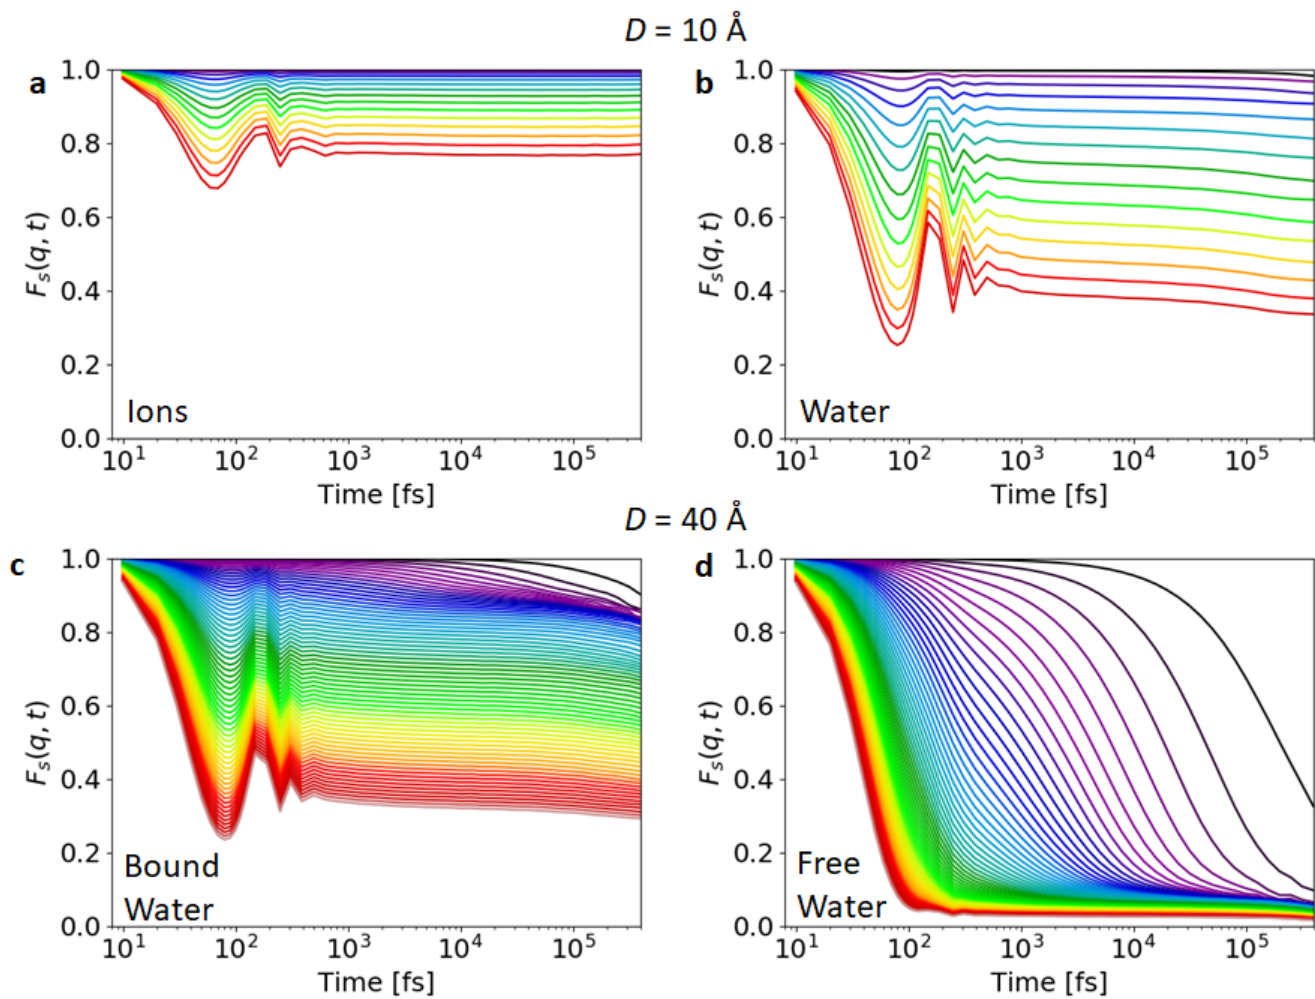 D = 10 Å
a
1.0
0.8
0.6
0.4
0.2
0.0
Fs(q, t)
Ions
10¹ 10² 10³ 10⁴ 10⁵
Time [fs]
b
1.0
0.8
0.6
0.4
0.2
0.0
Fs(q, t)
Water
10¹ 10² 10³ 10⁴ 10⁵
Time [fs]
D = 40 Å
c
1.0
0.8
0.6
0.4
0.2
0.0
Fs(q, t)
Bound
Water
10¹ 10² 10³ 10⁴ 10⁵
Time [fs]
d
1.0
0.8
0.6
0.4
0.2
0.0
Fs(q, t)
Free
Water
10¹ 10² 10³ 10⁴ 10⁵
Time [fs]